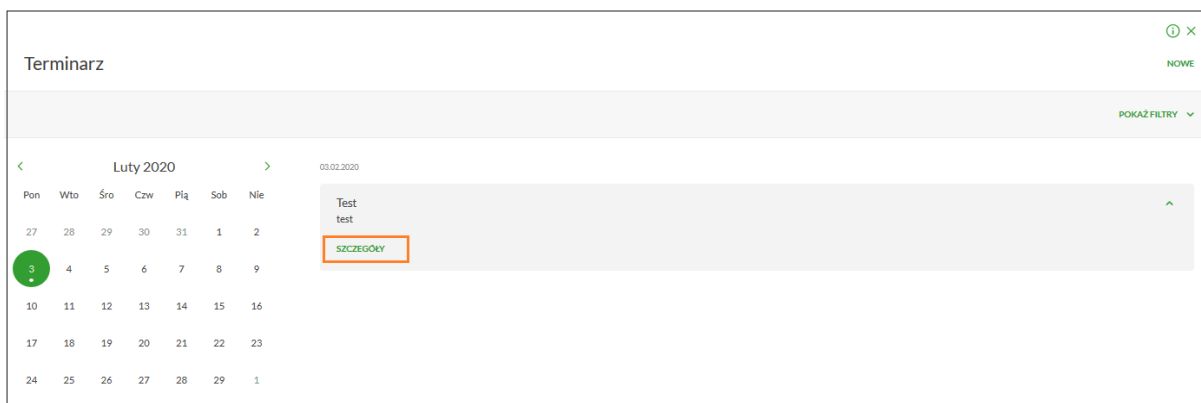 Terminarz
NOWE
POKAŻ FILTRY
Luty 2020
Pon Wto Śro Czw Pią Sob Nie
27 28 29 30 31 1 2
3 4 5 6 7 8 9
10 11 12 13 14 15 16
17 18 19 20 21 22 23
24 25 26 27 28 29 1
03.02.2020
Test
test
SZCZEGÓŁY